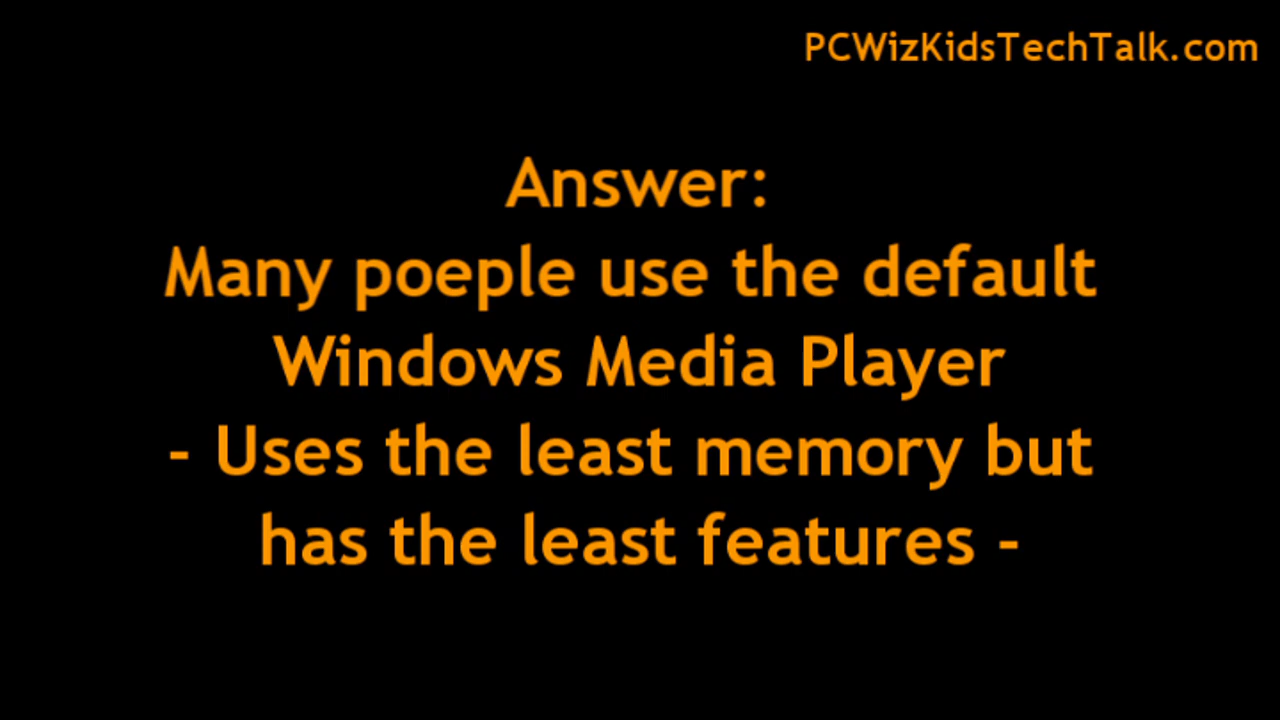 PCWizKidsTechTalk.com
Answer:
Many poeple use the default
Windows Media Player
- Uses the least memory but
has the least features -